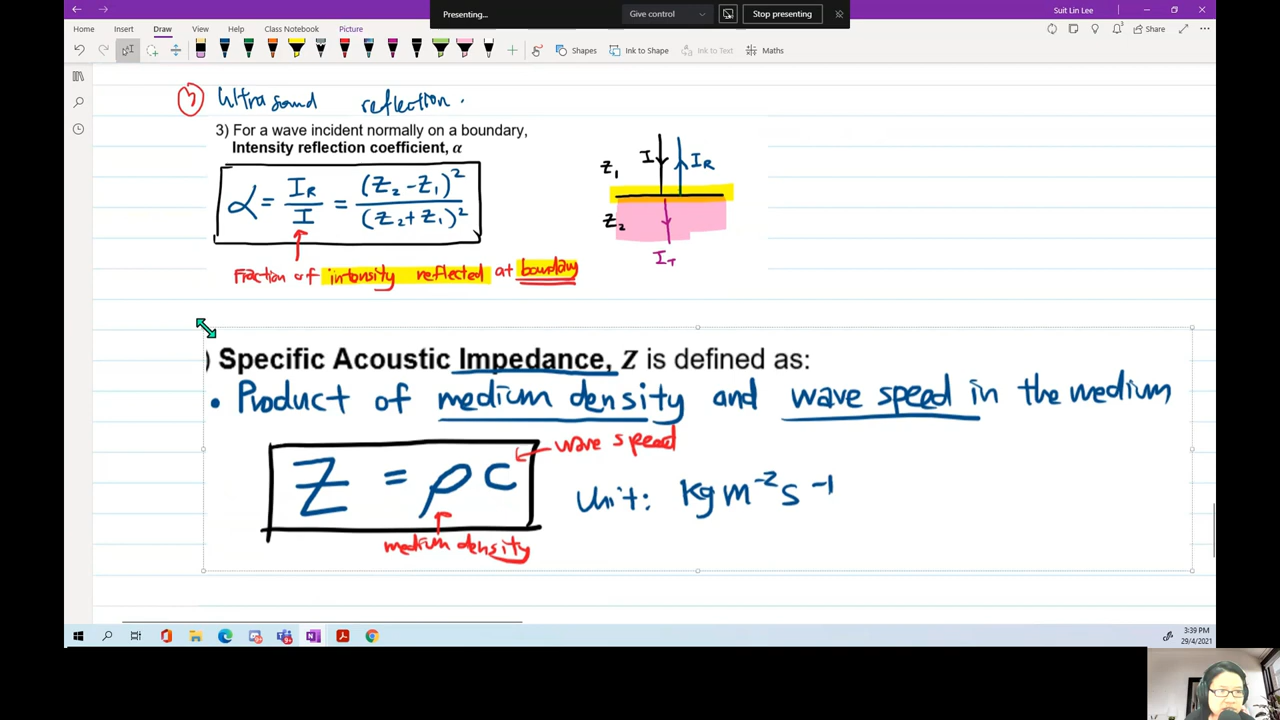 Presenting...
Give control
Stop presenting
Suit Lin Lee
Home Insert Draw View Help Class Notebook Picture
Share
Shapes Ink to Shape Ink to Text Maths
3) Ultrasound reflection.
3) For a wave incident normally on a boundary,
Intensity reflection coefficient, α
α = I_R / I = (Z₂ - Z₁)² / (Z₂ + Z₁)²
Z₁ I I_R
Z₂
I_T
Fraction of intensity reflected at boundary
) Specific Acoustic Impedance, Z is defined as:
• Product of medium density and wave speed in the medium
wave speed
Z = ρc
Unit: kg m⁻² s⁻¹
medium density
3:39 PM
29/4/2021